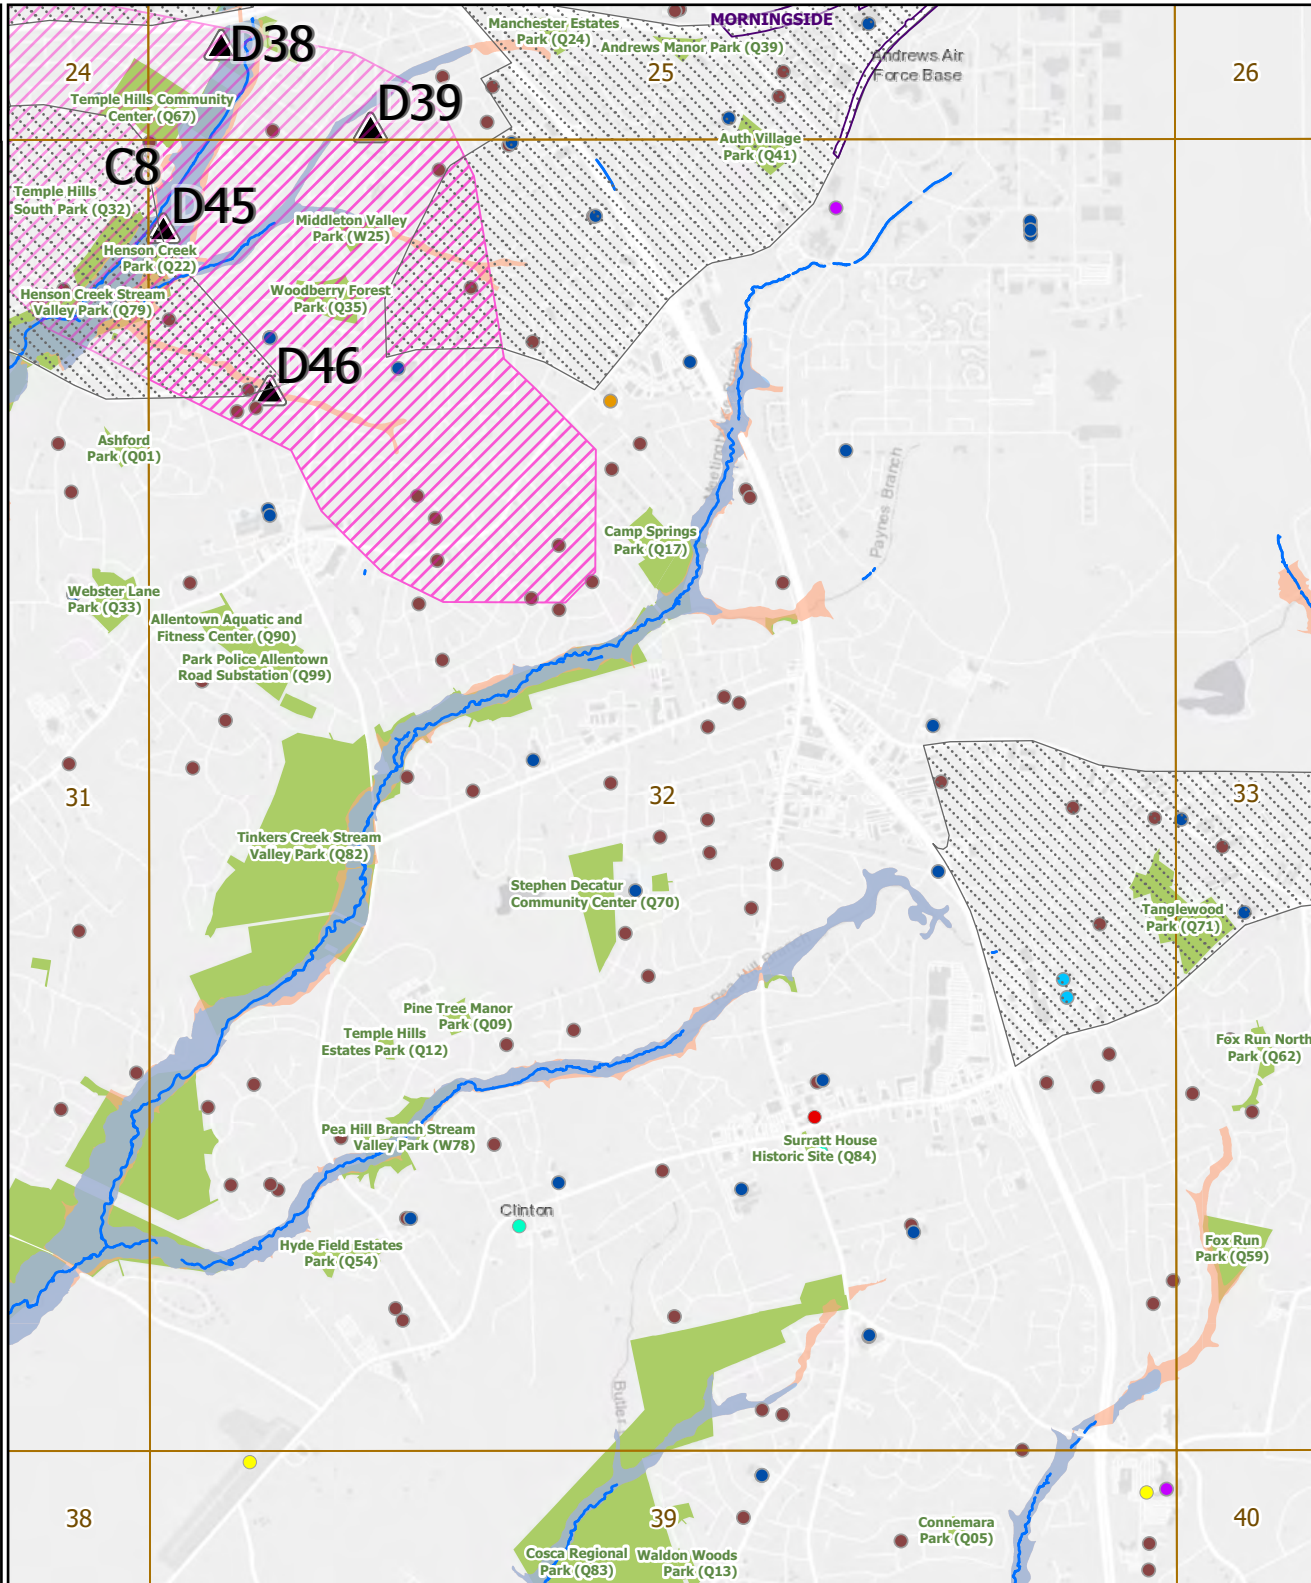 Manchester Estates
Park (Q24)
MORNINGSIDE
Andrews Manor Park (Q39)
Andrews Air
Force Base
D38
24
25
26
Temple Hills Community
Center (Q67)
D39
Auth Village
Park (Q41)
C8
Temple Hills
South Park (Q32)
D45
Middleton Valley
Park (W25)
Henson Creek
Park (Q22)
Henson Creek Stream
Valley Park (Q79)
Woodberry Forest
Park (Q35)
D46
Meetinghouse Branch
Ashford
Park (Q01)
Paynes Branch
Camp Springs
Park (Q17)
Webster Lane
Park (Q33)
Allentown Aquatic and
Fitness Center (Q90)
Park Police Allentown
Road Substation (Q99)
31
32
33
Tinkers Creek Stream
Valley Park (Q82)
Stephen Decatur
Community Center (Q70)
Tanglewood
Park (Q71)
Pea Hill Branch
Pine Tree Manor
Park (Q09)
Temple Hills
Estates Park (Q12)
Fox Run North
Park (Q62)
Pea Hill Branch Stream
Valley Park (W78)
Surratt House
Historic Site (Q84)
Clinton
Hyde Field Estates
Park (Q54)
Fox Run
Park (Q59)
Butler
38
39
40
Connemara
Park (Q05)
Cosca Regional
Park (Q83)
Waldon Woods
Park (Q13)